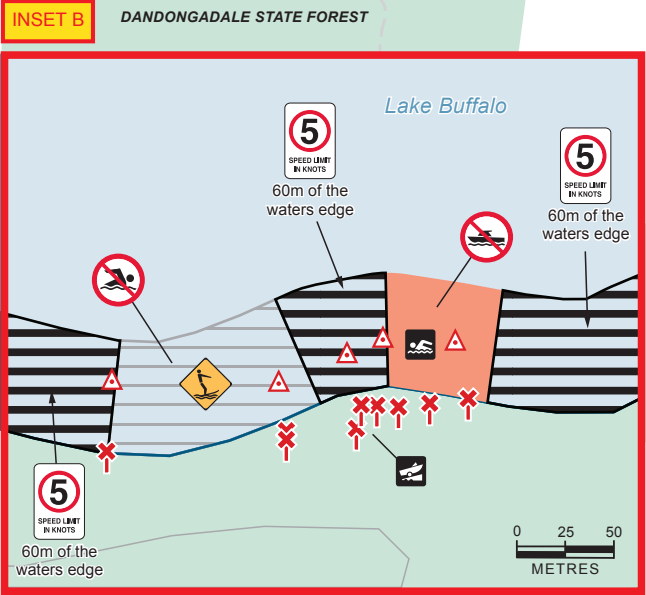 INSET B
DANDONGADALE STATE FOREST
Lake Buffalo
5
SPEED LIMIT
IN KNOTS
60m of the
waters edge
5
SPEED LIMIT
IN KNOTS
60m of the
waters edge
5
SPEED LIMIT
IN KNOTS
60m of the
waters edge
0 25 50
METRES